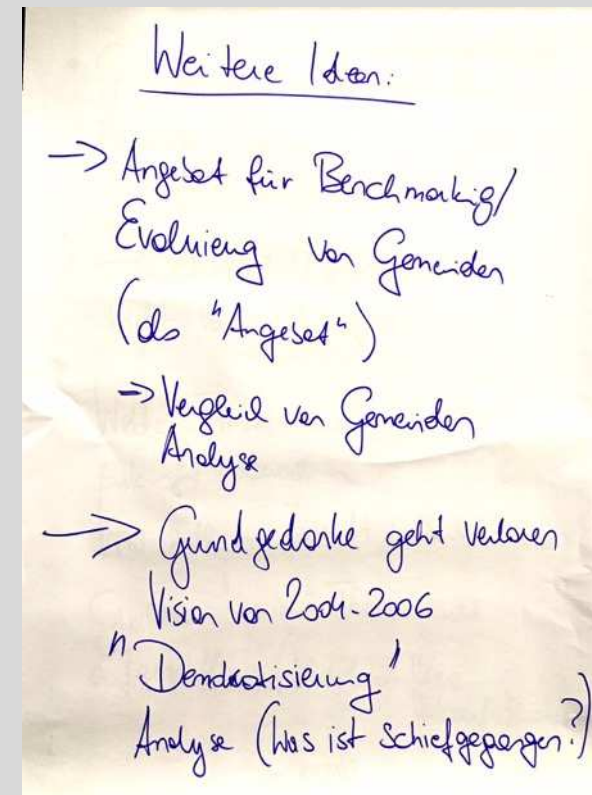 Weitere Ideen:
-> Angebot für Benchmarking/
Evaluierung von Gemeinden
(als "Angebot")
-> Vergleich von Gemeinden
Analyse
-> Grundgedanke geht verloren
Vision von 2004-2006
"Demokratisierung"
Analyse (Was ist schiefgegangen?)